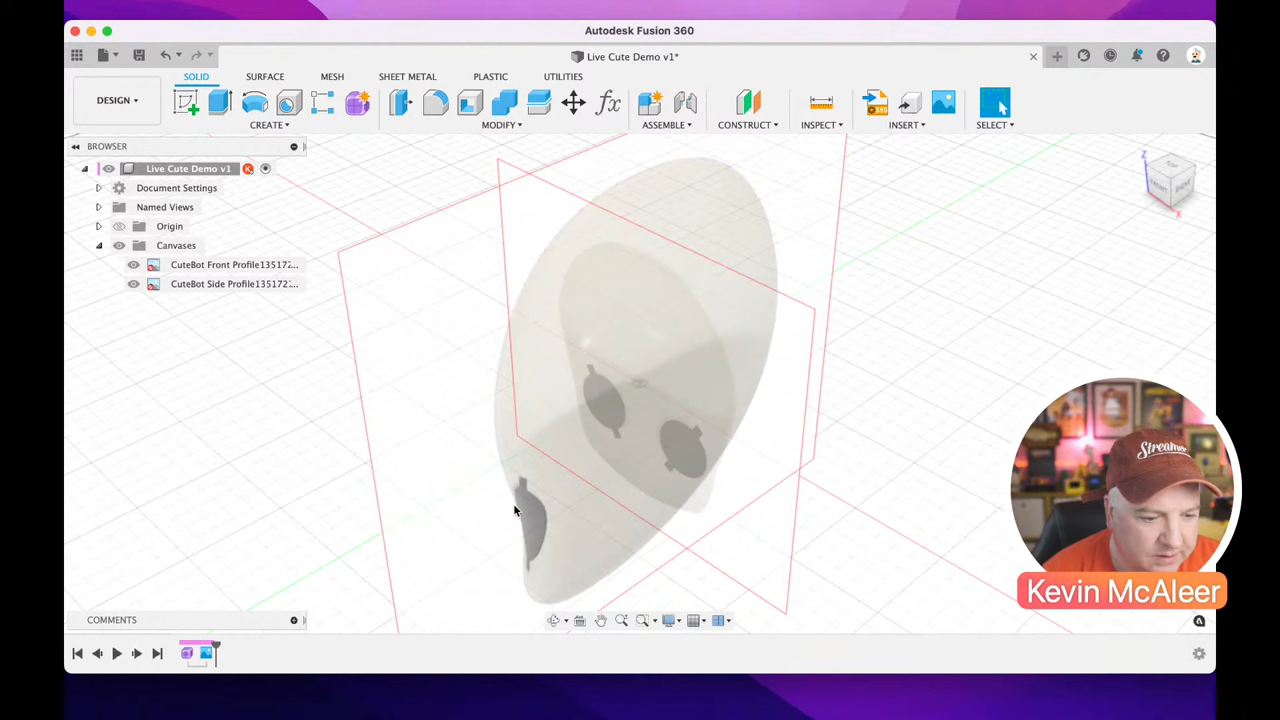 Autodesk Fusion 360
Live Cute Demo v1*
SOLID
SURFACE
MESH
SHEET METAL
PLASTIC
UTILITIES
DESIGN
CREATE
MODIFY
ASSEMBLE
CONSTRUCT
INSPECT
INSERT
SELECT
BROWSER
Live Cute Demo v1
Document Settings
Named Views
Origin
Canvases
CuteBot Front Profile135172...
CuteBot Side Profile135172...
Z
X
FRONT
Streamer
Kevin McAleer
COMMENTS